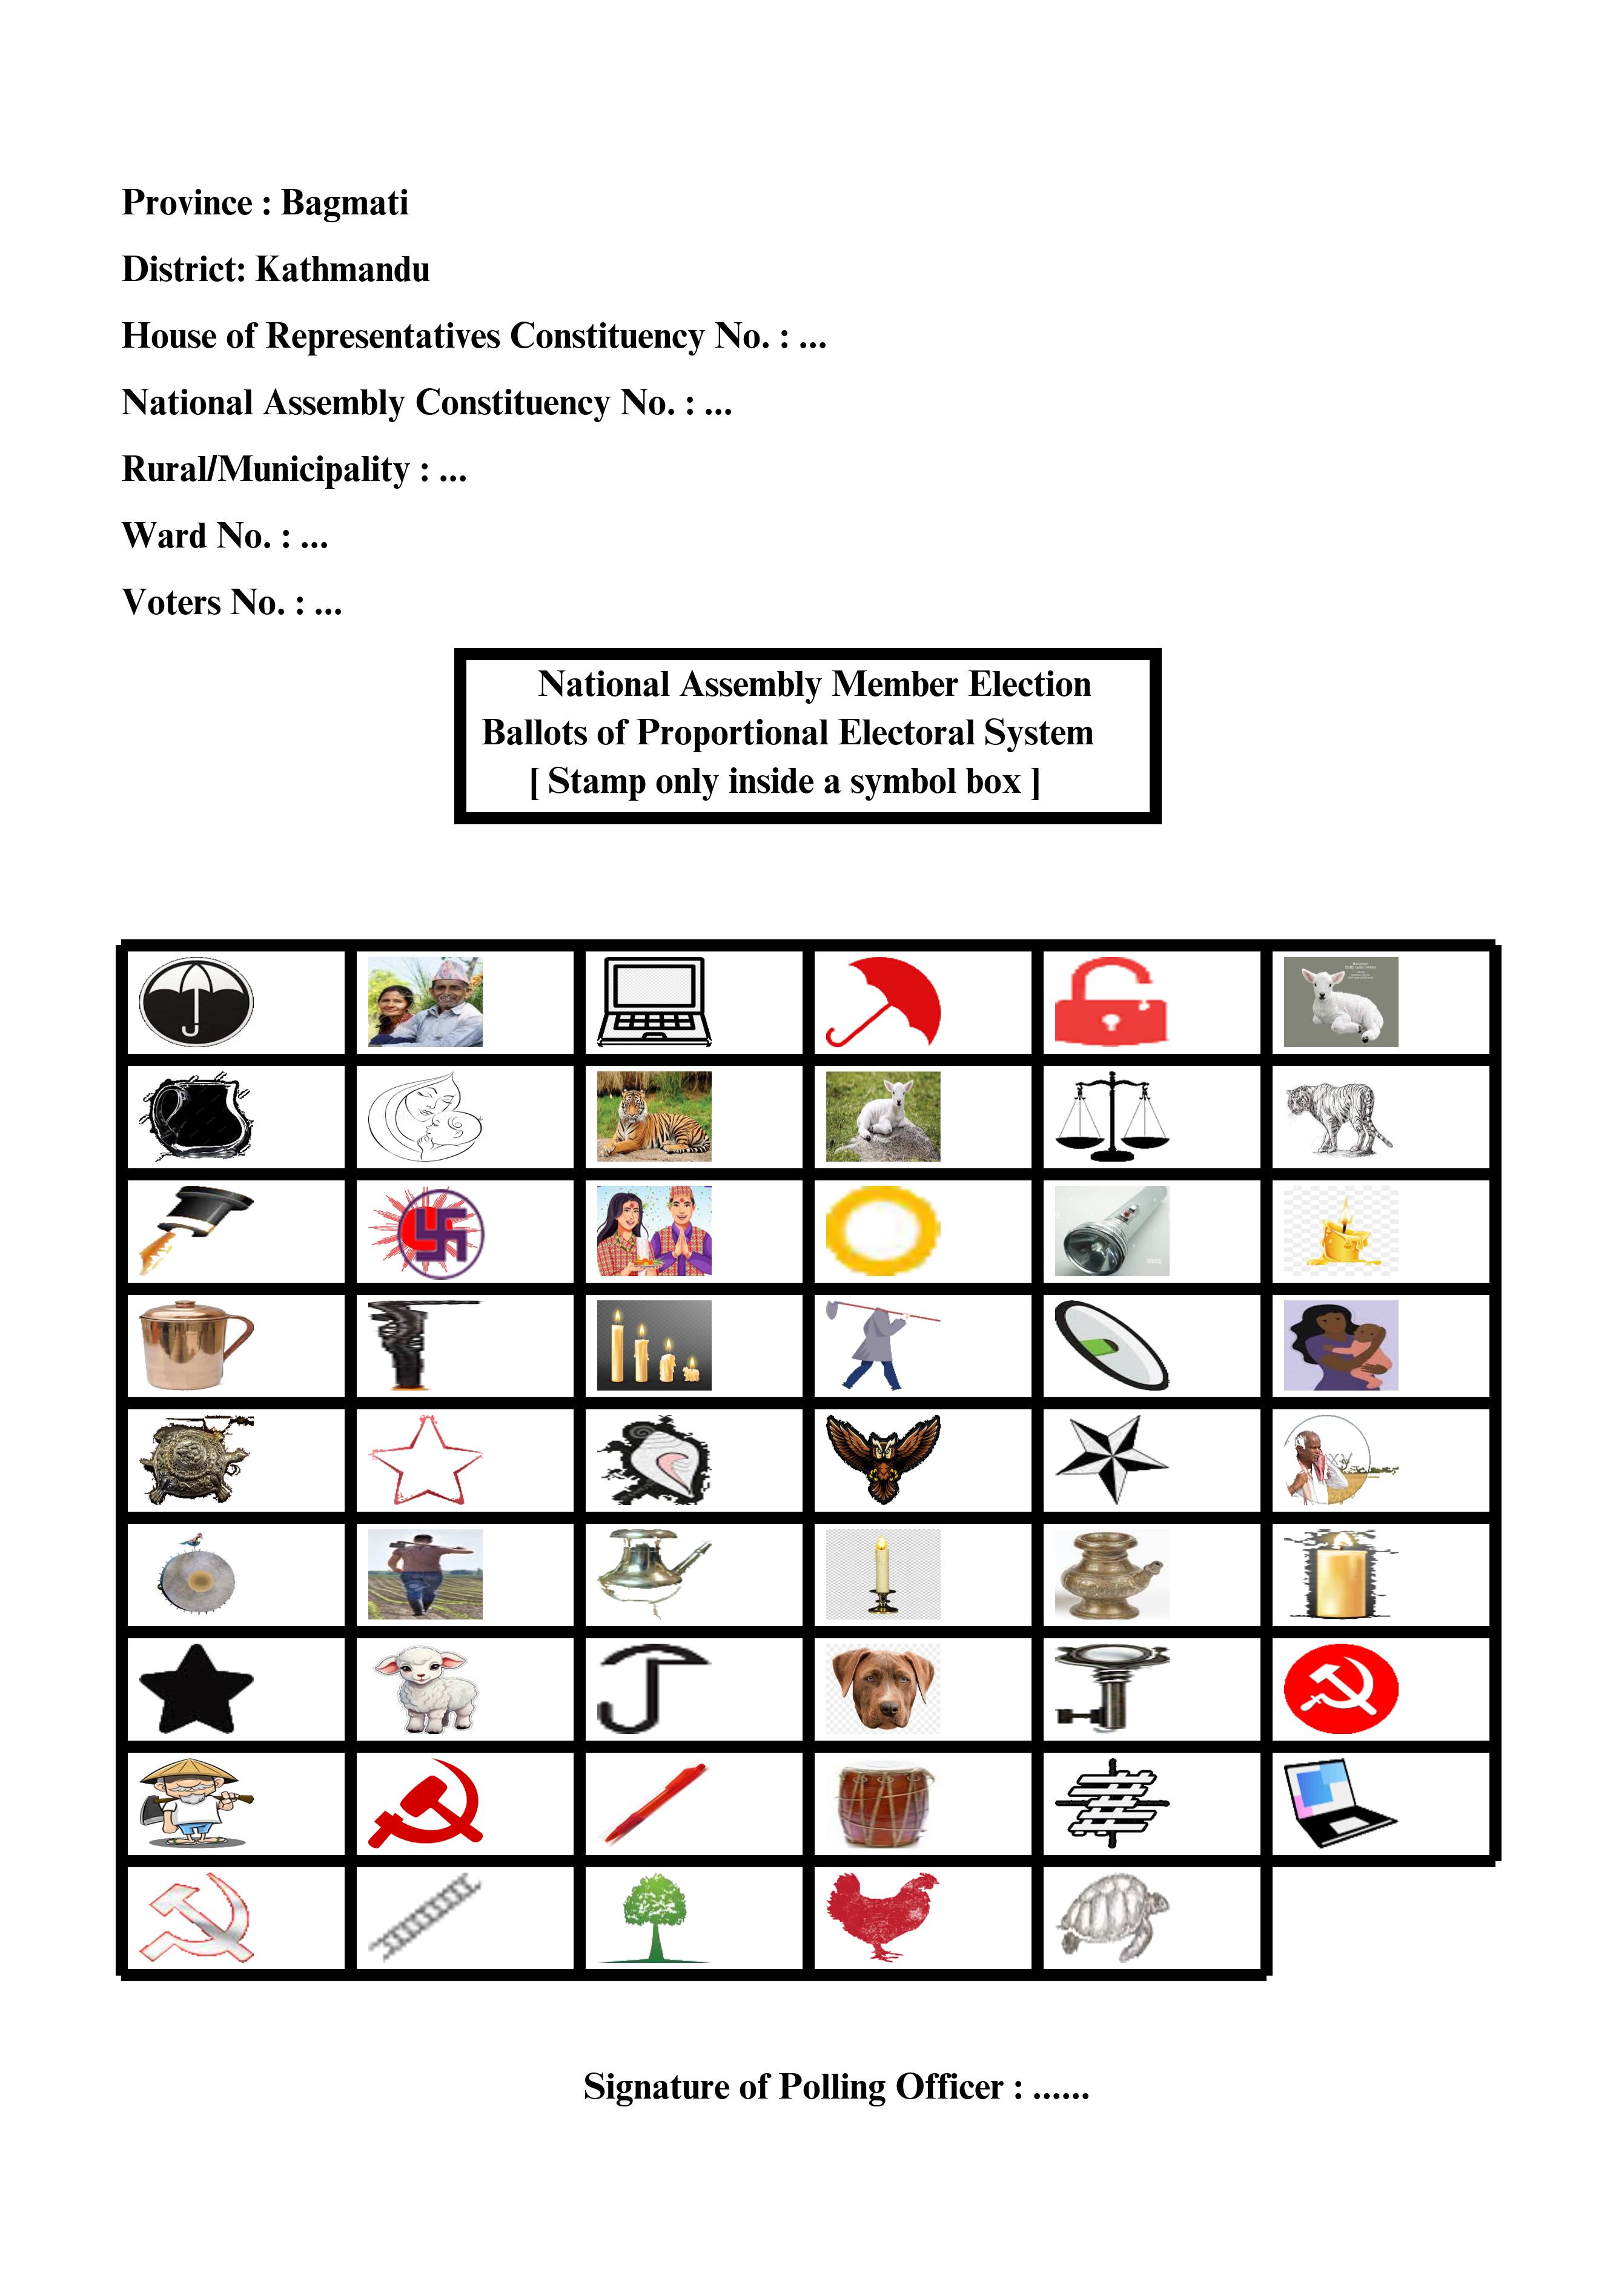 Province : Bagmati
District: Kathmandu
House of Representatives Constituency No. : ...
National Assembly Constituency No. : ...
Rural/Municipality : ...
Ward No. : ...
Voters No. : ...
National Assembly Member Election
Ballots of Proportional Electoral System
[ Stamp only inside a symbol box ]
Signature of Polling Officer : ......